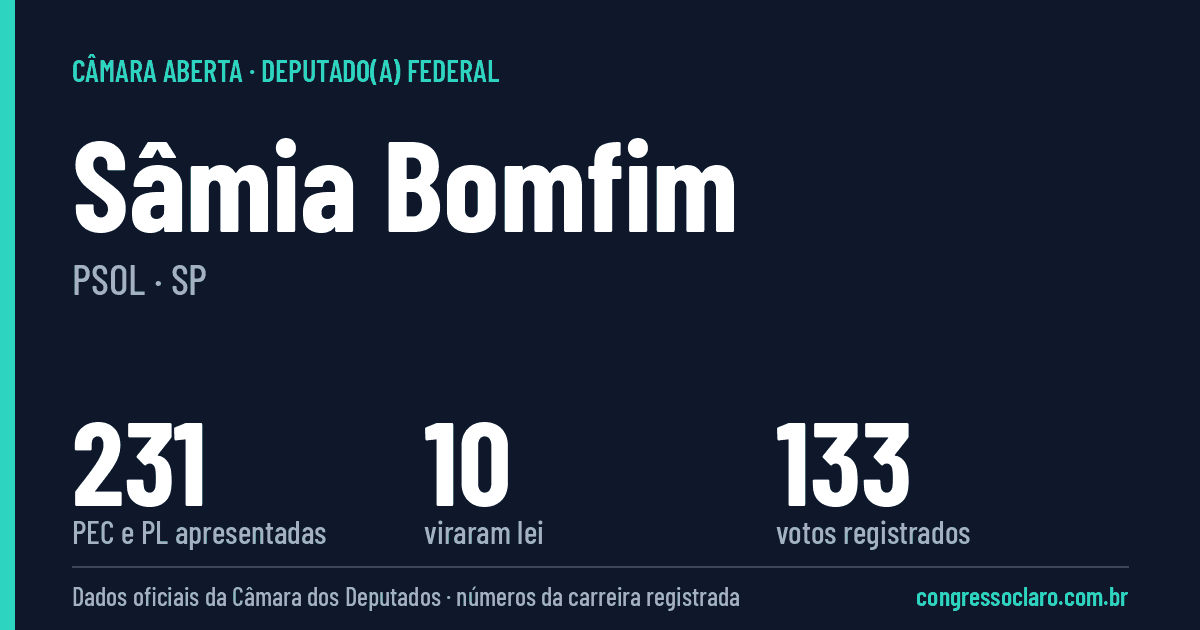 CÂMARA ABERTA · DEPUTADO(A) FEDERAL
Sâmia Bomfim
PSOL · SP
231 10 133
PEC e PL apresentadas viraram lei votos registrados
Dados oficiais da Câmara dos Deputados · números da carreira registrada congressoclaro.com.br